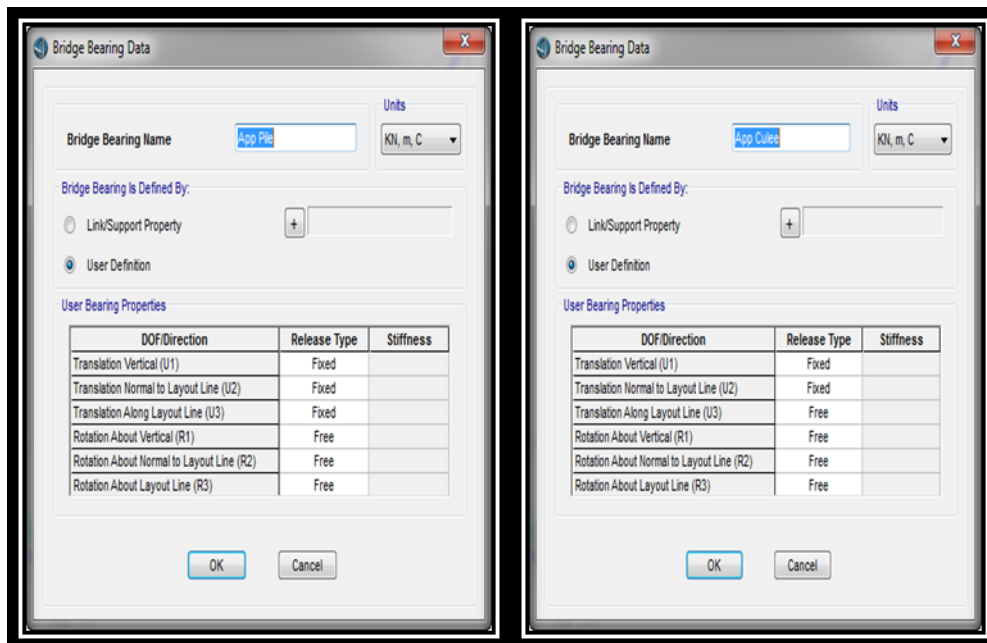 Bridge Bearing Data
Units
Bridge Bearing Name App Pile KN, m, C
Bridge Bearing Is Defined By:
Link/Support Property +
User Definition
User Bearing Properties
DOF/Direction Release Type Stiffness
Translation Vertical (U1) Fixed
Translation Normal to Layout Line (U2) Fixed
Translation Along Layout Line (U3) Fixed
Rotation About Vertical (R1) Free
Rotation About Normal to Layout Line (R2) Free
Rotation About Layout Line (R3) Free
OK Cancel
Bridge Bearing Data
Units
Bridge Bearing Name App Culee KN, m, C
Bridge Bearing Is Defined By:
Link/Support Property +
User Definition
User Bearing Properties
DOF/Direction Release Type Stiffness
Translation Vertical (U1) Fixed
Translation Normal to Layout Line (U2) Fixed
Translation Along Layout Line (U3) Free
Rotation About Vertical (R1) Free
Rotation About Normal to Layout Line (R2) Free
Rotation About Layout Line (R3) Free
OK Cancel